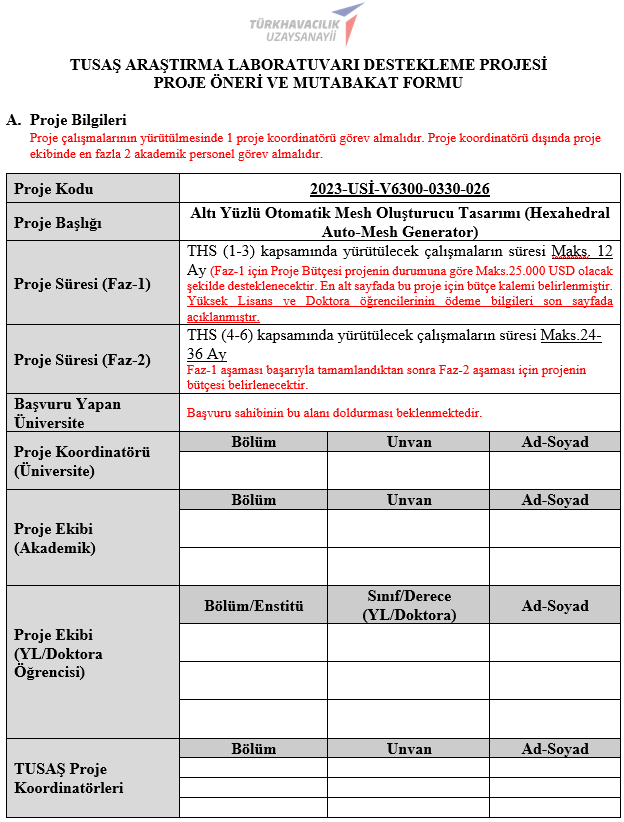 TÜRKHAVACILIK
UZAYSANAYİİ
TUSAŞ ARAŞTIRMA LABORATUVARI DESTEKLEME PROJESİ
PROJE ÖNERİ VE MUTABAKAT FORMU
A. Proje Bilgileri
Proje çalışmalarının yürütülmesinde 1 proje koordinatörü görev almalıdır. Proje koordinatörü dışında proje
ekibinde en fazla 2 akademik personel görev almalıdır.
Proje Kodu
2023-USİ-V6300-0330-026
Proje Başlığı
Altı Yüzlü Otomatik Mesh Oluşturucu Tasarımı (Hexahedral
Auto-Mesh Generator)
Proje Süresi (Faz-1)
THS (1-3) kapsamında yürütülecek çalışmaların süresi Maks. 12
Ay (Faz-1 için Proje Bütçesi projenin durumuna göre Maks.25.000 USD olacak
şekilde desteklenecektir. En alt sayfada bu proje için bütçe kalemi belirlenmiştir.
Yüksek Lisans ve Doktora öğrencilerinin ödeme bilgileri son sayfada
açıklanmıştır.
Proje Süresi (Faz-2)
THS (4-6) kapsamında yürütülecek çalışmaların süresi Maks.24-
36 Ay
Faz-1 aşaması başarıyla tamamlandıktan sonra Faz-2 aşaması için projenin
bütçesi belirlenecektir.
Başvuru Yapan
Üniversite
Başvuru sahibinin bu alanı doldurması beklenmektedir.
Proje Koordinatörü
(Üniversite)
Bölüm Unvan Ad-Soyad
Proje Ekibi
(Akademik)
Bölüm Unvan Ad-Soyad
Proje Ekibi
(YL/Doktora
Öğrencisi)
Bölüm/Enstitü
Sınıf/Derece
(YL/Doktora)
Ad-Soyad
TUSAŞ Proje
Koordinatörleri
Bölüm Unvan Ad-Soyad